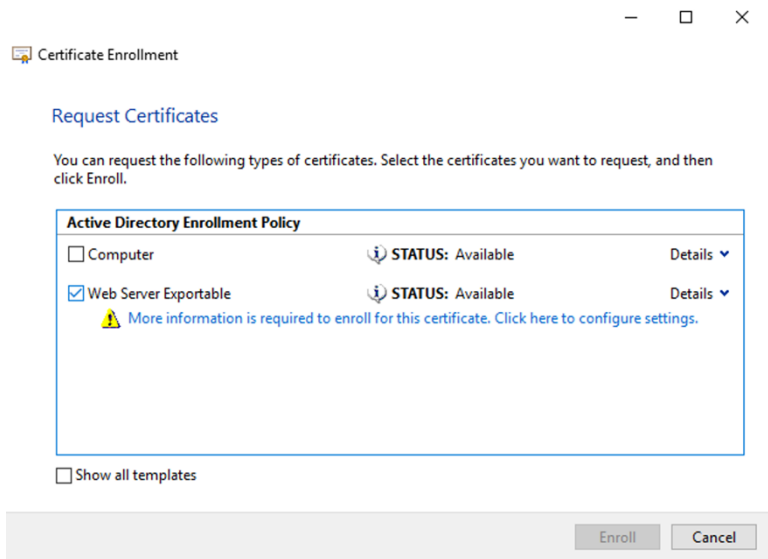 Certificate Enrollment
Request Certificates
You can request the following types of certificates. Select the certificates you want to request, and then
click Enroll.
Active Directory Enrollment Policy
Computer STATUS: Available Details
Web Server Exportable STATUS: Available Details
More information is required to enroll for this certificate. Click here to configure settings.
Show all templates
Enroll Cancel